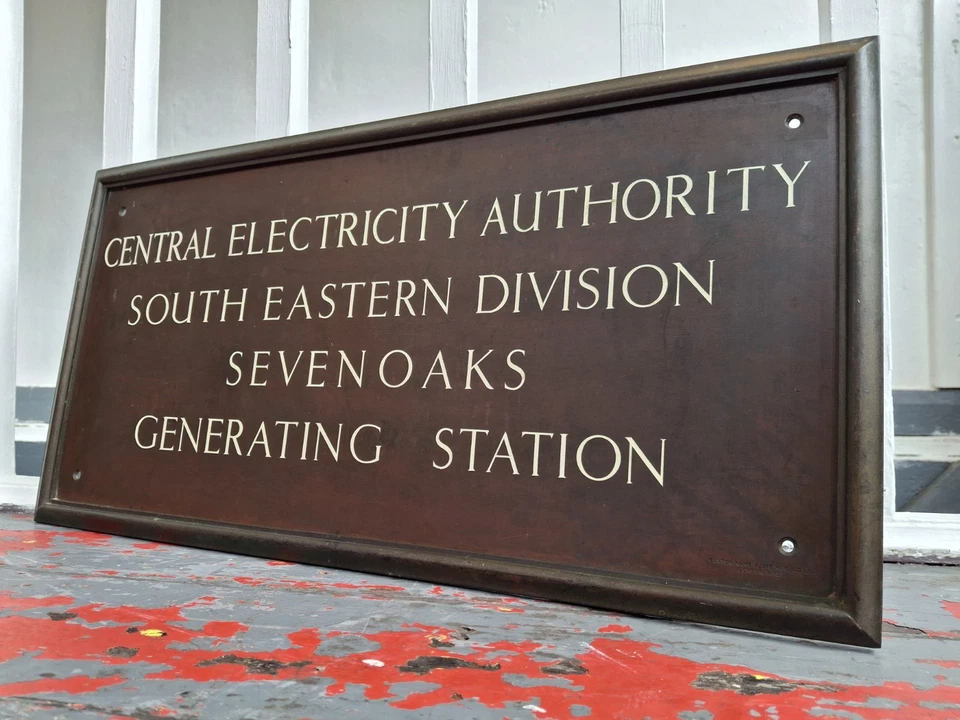 CENTRAL ELECTRICITY AUTHORITY
SOUTH EASTERN DIVISION
SEVENOAKS
GENERATING STATION